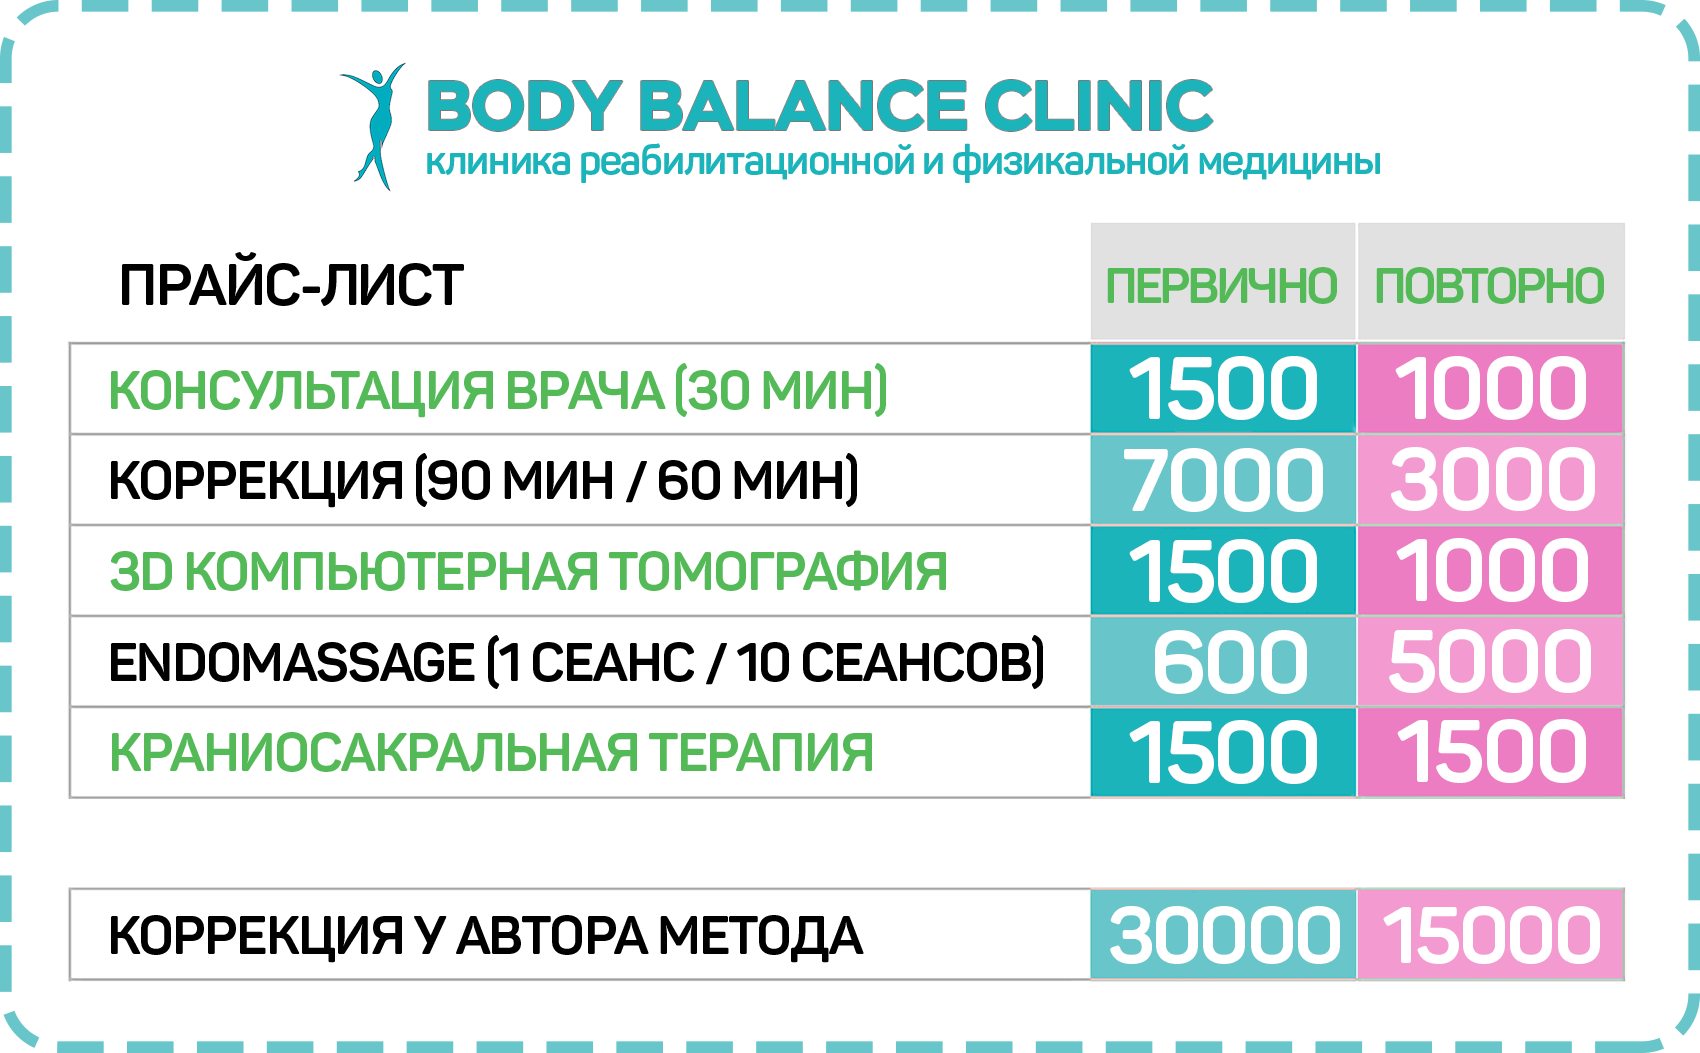 BODY BALANCE CLINIC
клиника реабилитационной и физикальной медицины
ПРАЙС-ЛИСТ ПЕРВИЧНО ПОВТОРНО
КОНСУЛЬТАЦИЯ ВРАЧА (30 МИН) 1500 1000
КОРРЕКЦИЯ (90 МИН / 60 МИН) 7000 3000
3D КОМПЬЮТЕРНАЯ ТОМОГРАФИЯ 1500 1000
ENDOMASSAGE (1 СЕАНС / 10 СЕАНСОВ) 600 5000
КРАНИОСАКРАЛЬНАЯ ТЕРАПИЯ 1500 1500
КОРРЕКЦИЯ У АВТОРА МЕТОДА 30000 15000